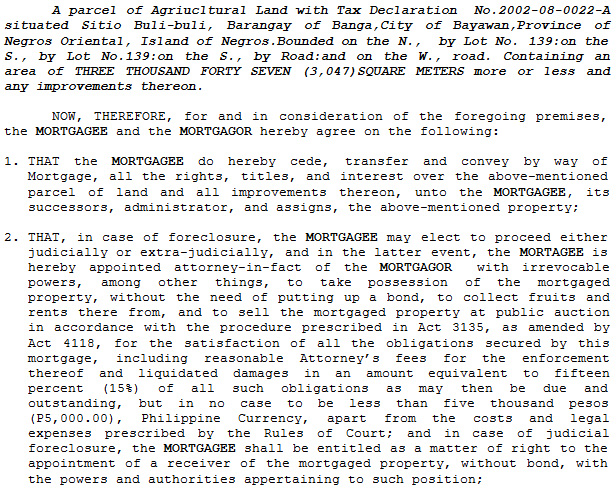 A parcel of Agriucltural Land with Tax Declaration No.2002-08-0022-A
situated Sitio Buli-buli, Barangay of Banga,City of Bayawan,Province of
Negros Oriental, Island of Negros.Bounded on the N., by Lot No. 139:on the
S., by Lot No.139:on the S., by Road:and on the W., road. Containing an
area of THREE THOUSAND FORTY SEVEN (3,047)SQUARE METERS more or less and
any improvements thereon.
NOW, THEREFORE, for and in consideration of the foregoing premises,
the MORTGAGEE and the MORTGAGOR hereby agree on the following:
1. THAT the MORTGAGEE do hereby cede, transfer and convey by way of
Mortgage, all the rights, titles, and interest over the above-mentioned
parcel of land and all improvements thereon, unto the MORTGAGEE, its
successors, administrator, and assigns, the above-mentioned property;
2. THAT, in case of foreclosure, the MORTGAGEE may elect to proceed either
judicially or extra-judicially, and in the latter event, the MORTAGEE is
hereby appointed attorney-in-fact of the MORTGAGOR with irrevocable
powers, among other things, to take possession of the mortgaged
property, without the need of putting up a bond, to collect fruits and
rents there from, and to sell the mortgaged property at public auction
in accordance with the procedure prescribed in Act 3135, as amended by
Act 4118, for the satisfaction of all the obligations secured by this
mortgage, including reasonable Attorney's fees for the enforcement
thereof and liquidated damages in an amount equivalent to fifteen
percent (15%) of all such obligations as may then be due and
outstanding, but in no case to be less than five thousand pesos
(P5,000.00), Philippine Currency, apart from the costs and legal
expenses prescribed by the Rules of Court; and in case of judicial
foreclosure, the MORTGAGEE shall be entitled as a matter of right to the
appointment of a receiver of the mortgaged property, without bond, with
the powers and authorities appertaining to such position;